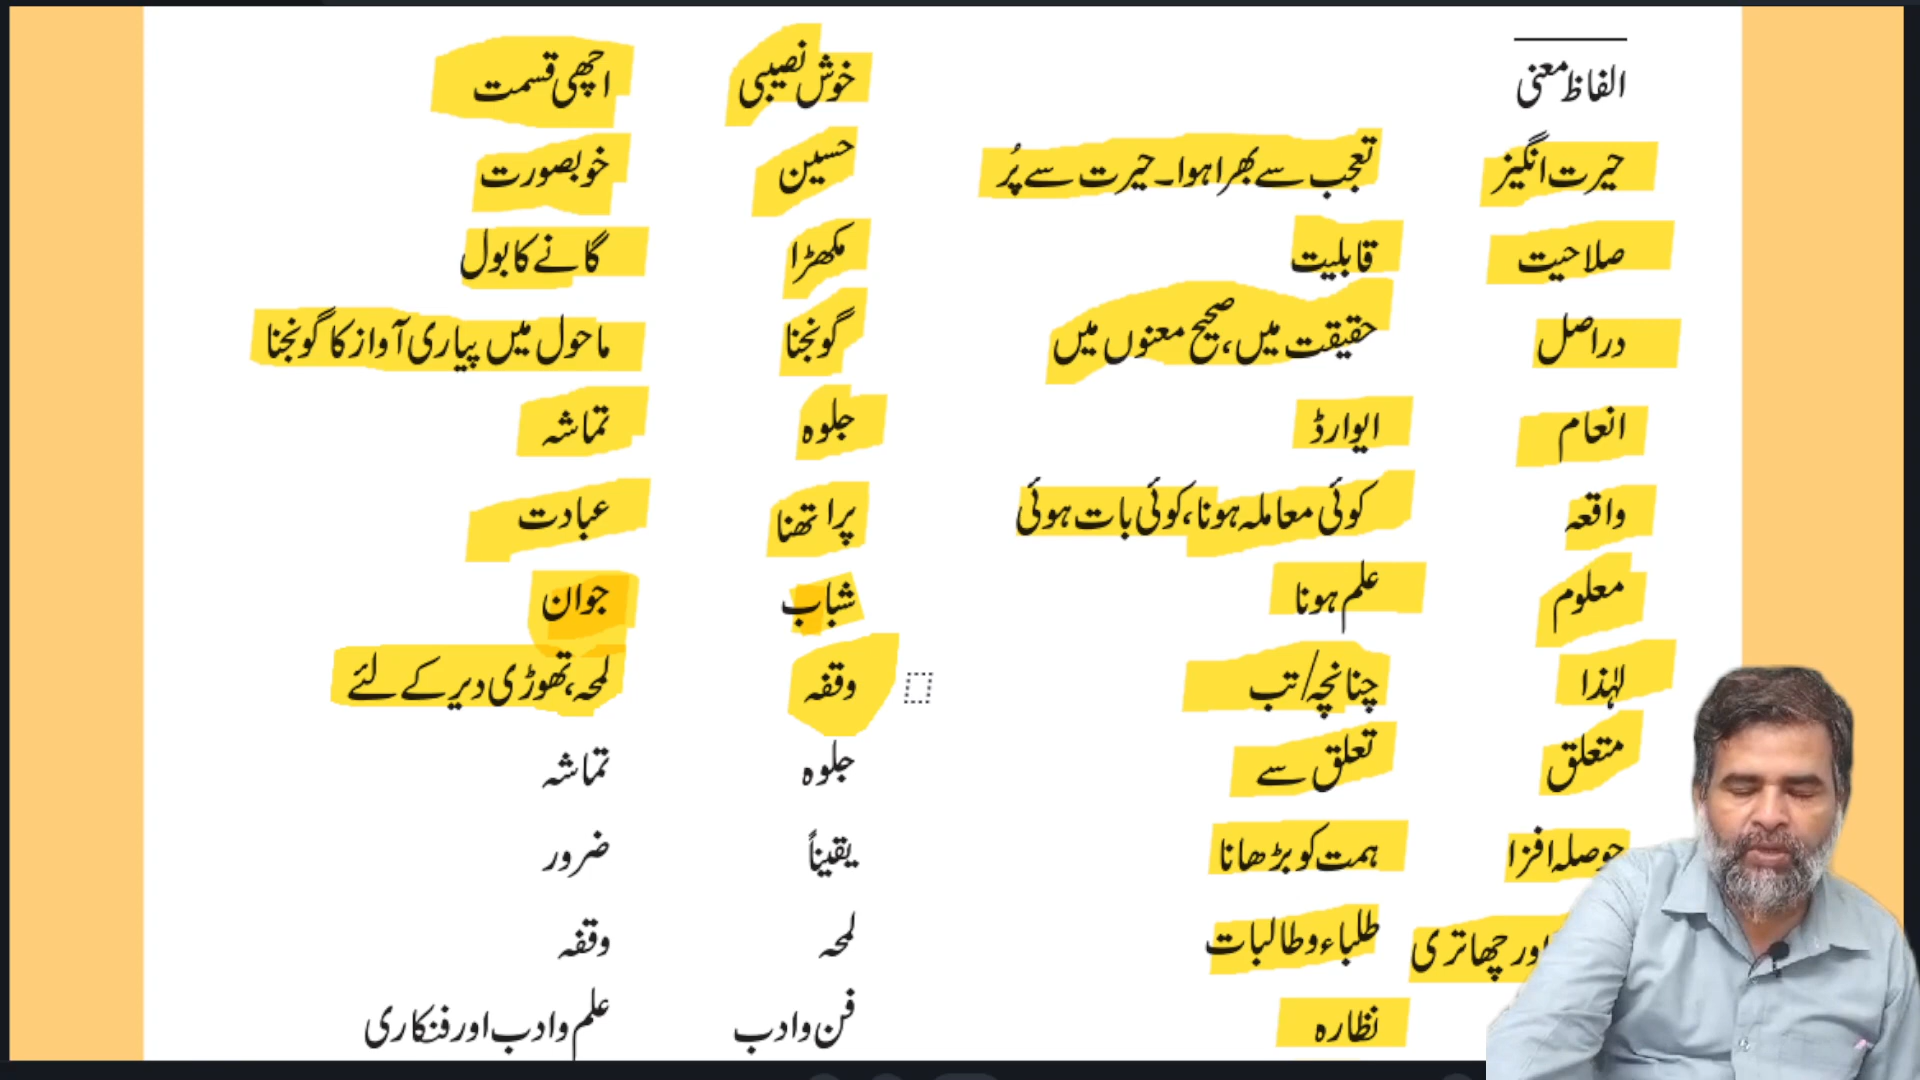 الفاظ معنی
حیرت انگیز تعجب سے بھرا ہوا۔ حیرت سے پُر
صلاحیت قابلیت
دراصل حقیقت میں، صحیح معنوں میں
انعام ایوارڈ
واقعہ کوئی معاملہ ہونا، کوئی بات ہوئی
معلوم علم ہونا
لہٰذا چنانچہ/تب
متعلق تعلق سے
حوصلہ افزا ہمت کو بڑھانا
اور چھاتری طلباء و طالبات
نظارہ
خوش نصیبی اچھی قسمت
حسین خوبصورت
مکھڑا گانے کا بول
گونجنا ماحول میں پیاری آواز کا گونجنا
جلوہ تماشہ
پراتھنا عبادت
شباب جوان
وقفہ لمحہ، تھوڑی دیر کے لئے
جلوہ تماشہ
یقیناً ضرور
لمحہ وقفہ
فن و ادب علم و ادب اور فنکاری